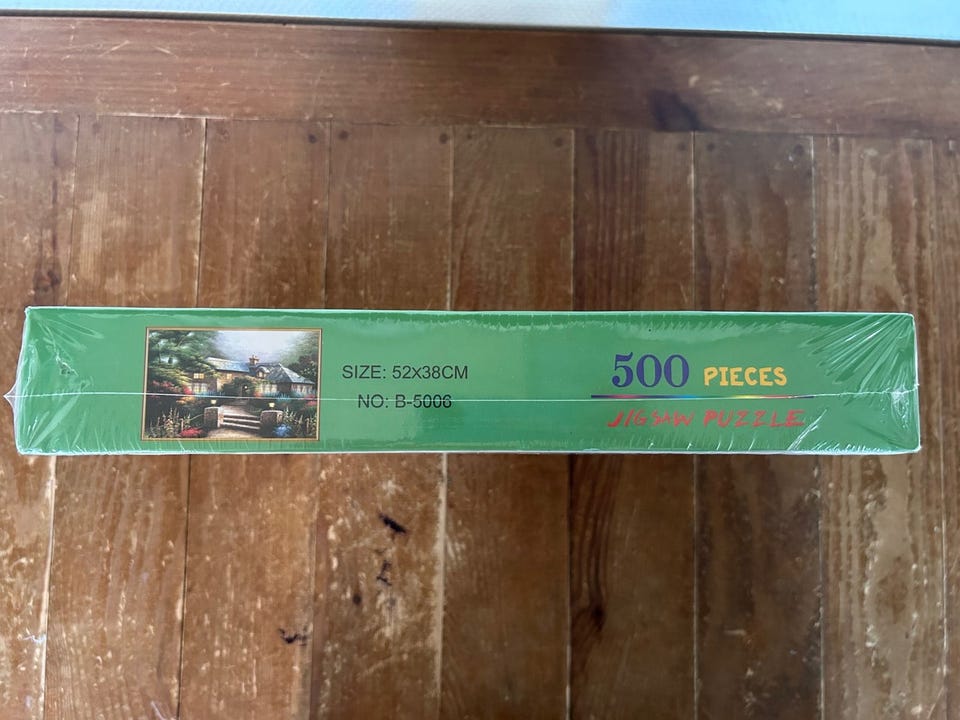 SIZE: 52x38CM
NO: B-5006
500 PIECES
JIGSAW PUZZLE